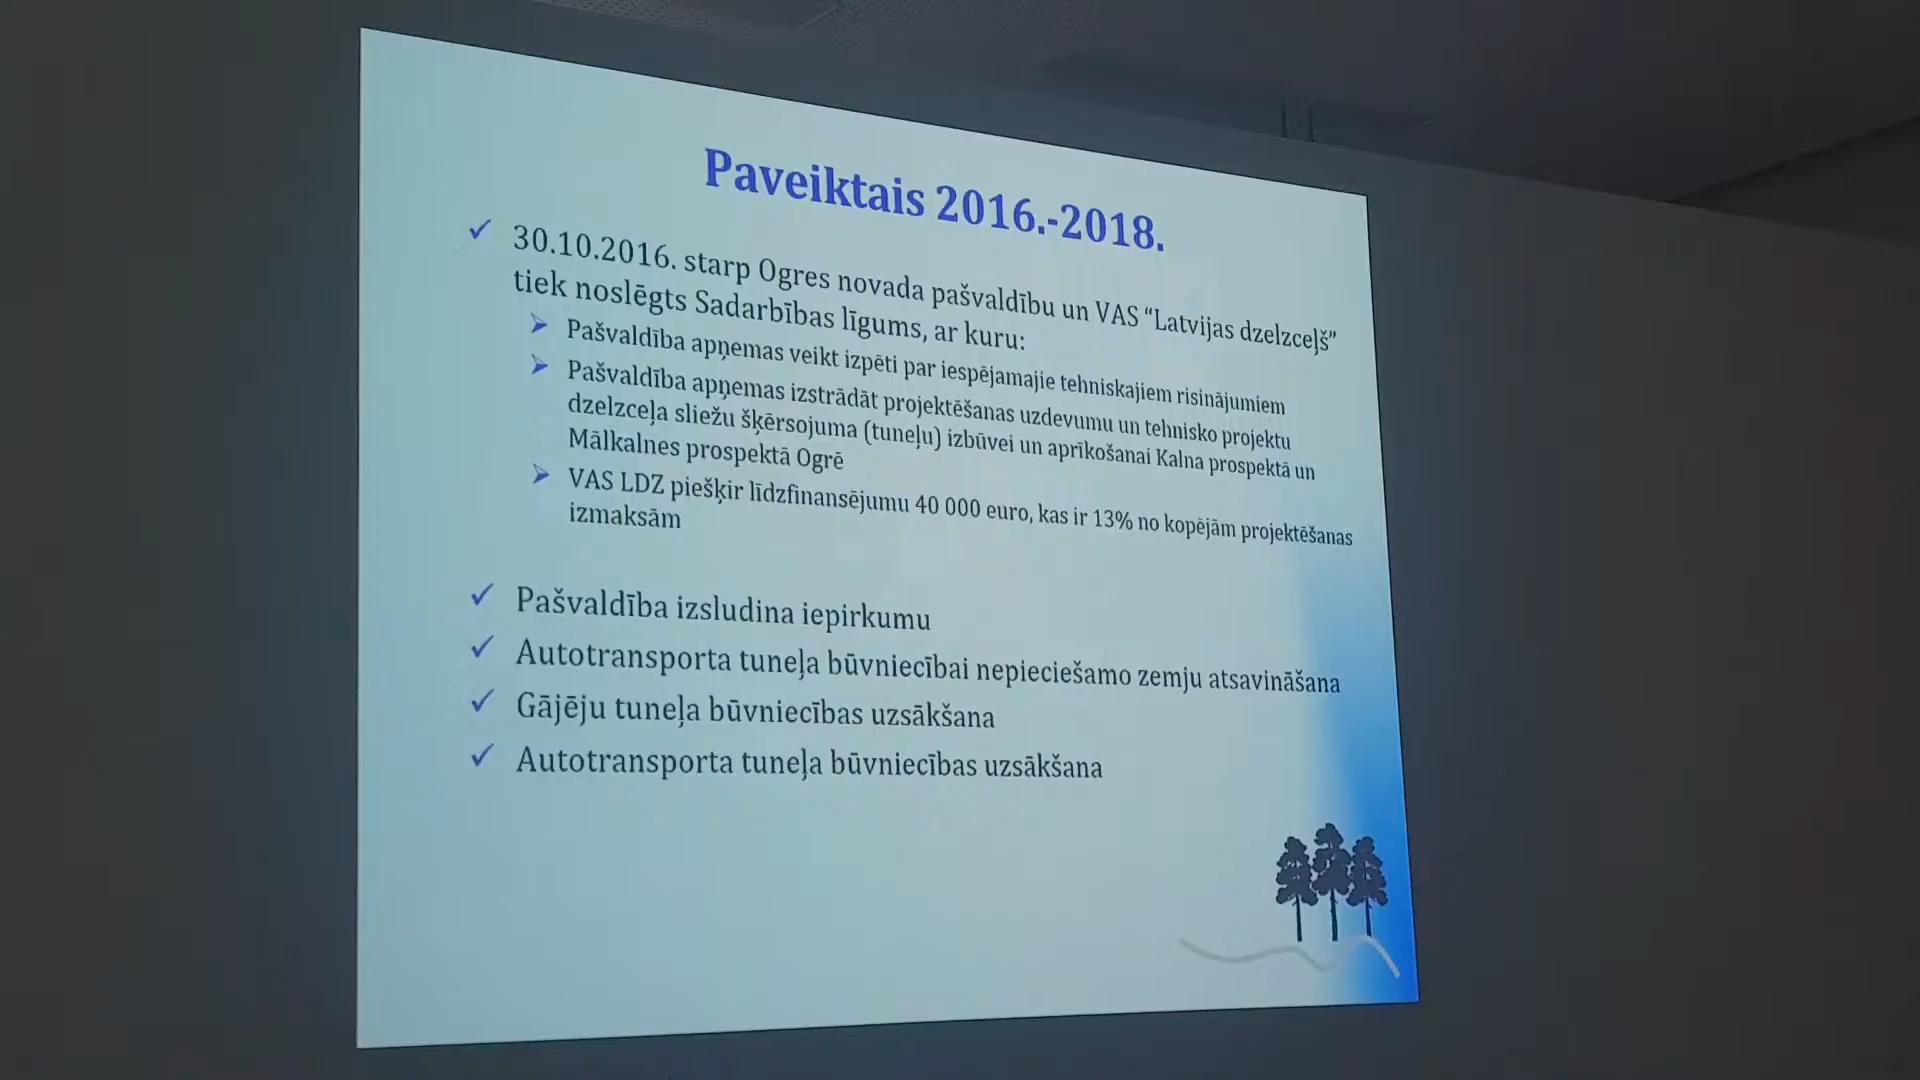 Paveiktais 2016.-2018.
✓ 30.10.2016. starp Ogres novada pašvaldību un VAS “Latvijas dzelzceļš”
tiek noslēgts Sadarbības līgums, ar kuru:
➢ Pašvaldība apņemas veikt izpēti par iespējamajie tehniskajiem risinājumiem
➢ Pašvaldība apņemas izstrādāt projektēšanas uzdevumu un tehnisko projektu
dzelzceļa sliežu šķērsojuma (tuneļu) izbūvei un aprīkošanai Kalna prospektā un
Mālkalnes prospektā Ogrē
➢ VAS LDZ piešķir līdzfinansējumu 40 000 euro, kas ir 13% no kopējām projektēšanas
izmaksām
✓ Pašvaldība izsludina iepirkumu
✓ Autotransporta tuneļa būvniecībai nepieciešamo zemju atsavināšana
✓ Gājēju tuneļa būvniecības uzsākšana
✓ Autotransporta tuneļa būvniecības uzsākšana